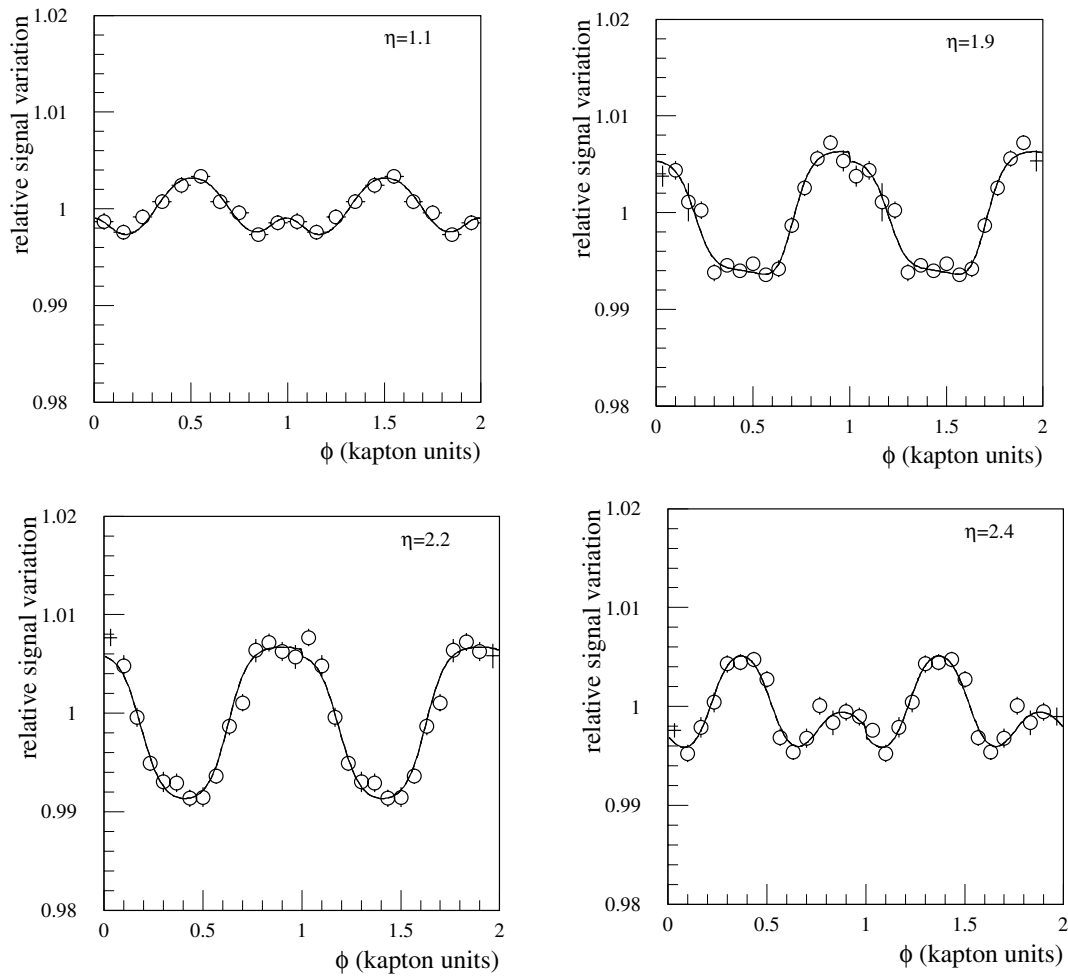 relative signal variation
η=1.1
1.02
1.01
1
0.99
0.98
0 0.5 1 1.5 2
φ (kapton units)
relative signal variation
η=1.9
1.02
1.01
1
0.99
0.98
0 0.5 1 1.5 2
φ (kapton units)
relative signal variation
η=2.2
1.02
1.01
1
0.99
0.98
0 0.5 1 1.5 2
φ (kapton units)
relative signal variation
η=2.4
1.02
1.01
1
0.99
0.98
0 0.5 1 1.5 2
φ (kapton units)